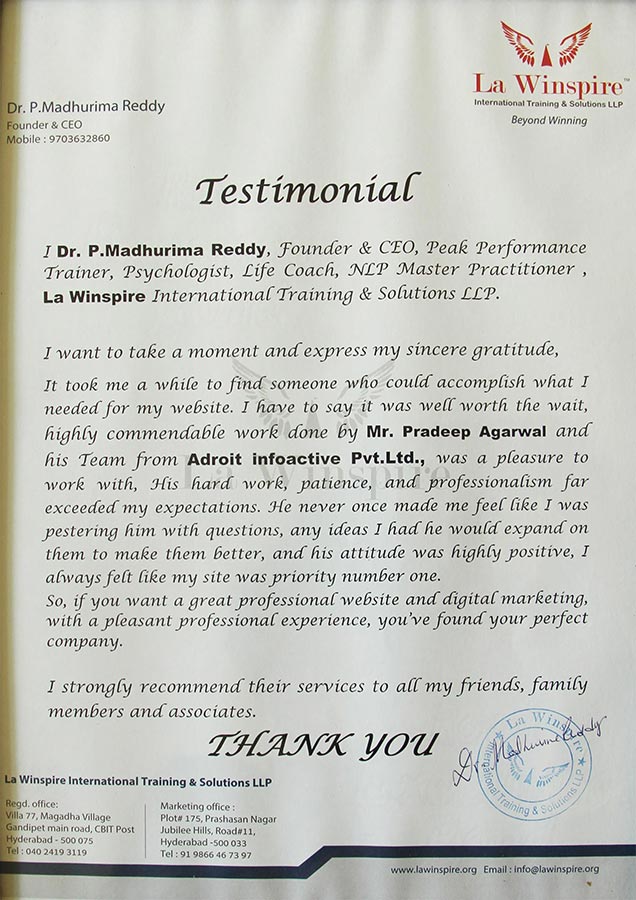 La Winspire™
International Training & Solutions LLP
Beyond Winning
Dr. P.Madhurima Reddy
Founder & CEO
Mobile : 9703632860
Testimonial
I Dr. P.Madhurima Reddy, Founder & CEO, Peak Performance
Trainer, Psychologist, Life Coach, NLP Master Practitioner ,
La Winspire International Training & Solutions LLP.
I want to take a moment and express my sincere gratitude,
It took me a while to find someone who could accomplish what I
needed for my website. I have to say it was well worth the wait,
highly commendable work done by Mr. Pradeep Agarwal and
his Team from Adroit infoactive Pvt.Ltd., was a pleasure to
work with, His hard work, patience, and professionalism far
exceeded my expectations. He never once made me feel like I was
pestering him with questions, any ideas I had he would expand on
them to make them better, and his attitude was highly positive, I
always felt like my site was priority number one.
So, if you want a great professional website and digital marketing,
with a pleasant professional experience, you've found your perfect
company.
I strongly recommend their services to all my friends, family
members and associates.
THANK YOU
Dr. Madhurima Reddy
La Winspire
International Training & Solutions LLP
La Winspire
La Winspire International Training & Solutions LLP
Regd. office:
Villa 77, Magadha Village
Gandipet main road, CBIT Post
Hyderabad - 500 075
Tel : 040 2419 3119
Marketing office :
Plot# 175, Prashasan Nagar
Jubilee Hills, Road#11,
Hyderabad -500 033
Tel : 91 9866 46 73 97
www.lawinspire.org Email : info@lawinspire.org